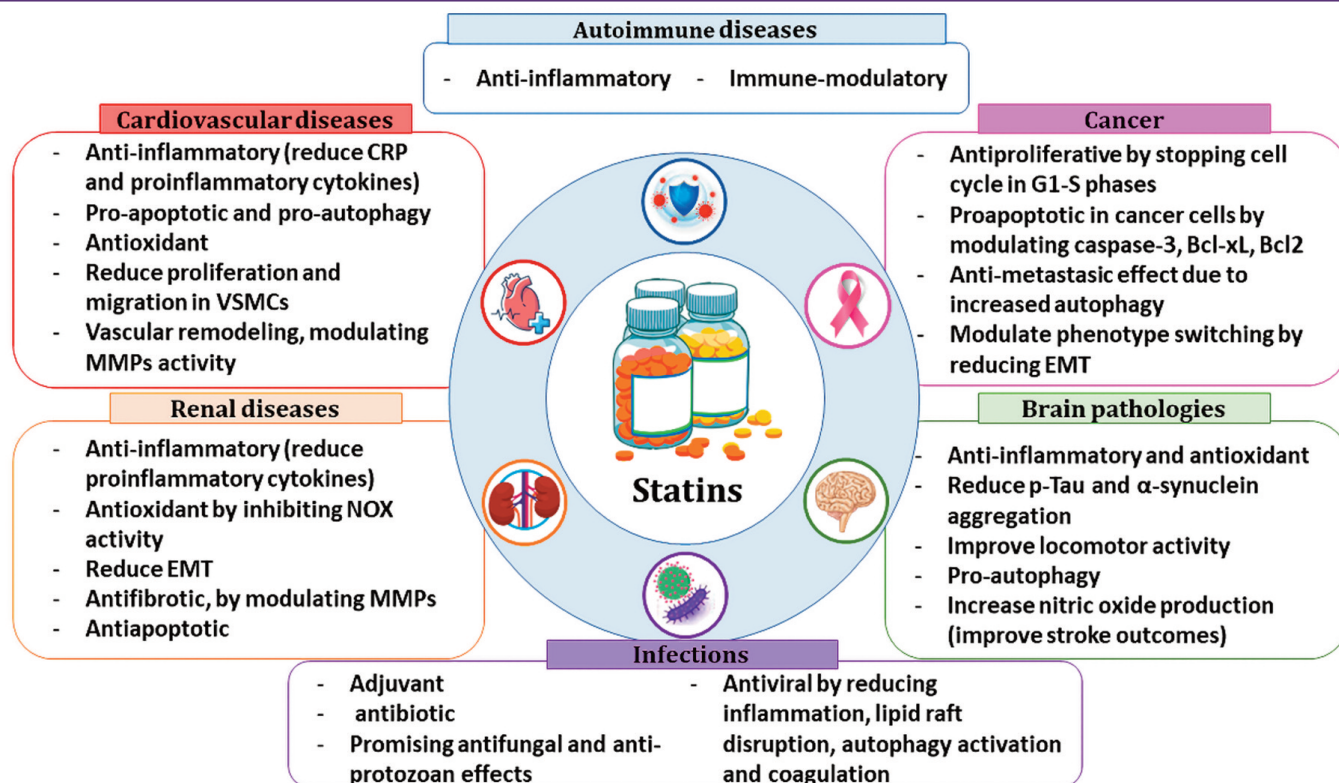 Autoimmune diseases
- Anti-inflammatory - Immune-modulatory
Cardiovascular diseases
- Anti-inflammatory (reduce CRP
and proinflammatory cytokines)
- Pro-apoptotic and pro-autophagy
- Antioxidant
- Reduce proliferation and
migration in VSMCs
- Vascular remodeling, modulating
MMPs activity
Cancer
- Antiproliferative by stopping cell
cycle in G1-S phases
- Proapoptotic in cancer cells by
modulating caspase-3, Bcl-xL, Bcl2
- Anti-metastasic effect due to
increased autophagy
- Modulate phenotype switching by
reducing EMT
Statins
Renal diseases
- Anti-inflammatory (reduce
proinflammatory cytokines)
- Antioxidant by inhibiting NOX
activity
- Reduce EMT
- Antifibrotic, by modulating MMPs
- Antiapoptotic
Brain pathologies
- Anti-inflammatory and antioxidant
- Reduce p-Tau and α-synuclein
aggregation
- Improve locomotor activity
- Pro-autophagy
- Increase nitric oxide production
(improve stroke outcomes)
Infections
- Adjuvant
- antibiotic
- Promising antifungal and anti-
protozoan effects
- Antiviral by reducing
inflammation, lipid raft
disruption, autophagy activation
and coagulation